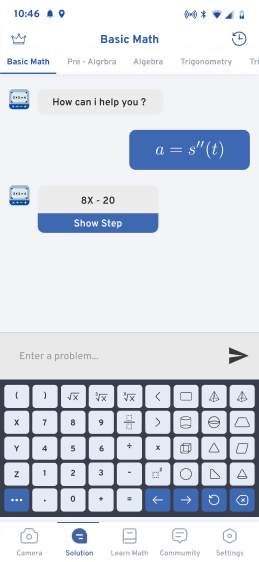 10:46
Basic Math
Basic Math Pre - Algrbra Algebra Trigonometry Tri
How can i help you ?
a = s″(t)
8X - 20
Show Step
Enter a problem...
( ) √x ∛x <
X 7 8 9 >
Y 4 5 6 ÷ x
Z 1 2 3 -
... . 0 + = ← →
Camera Solution Learn Math Community Settings